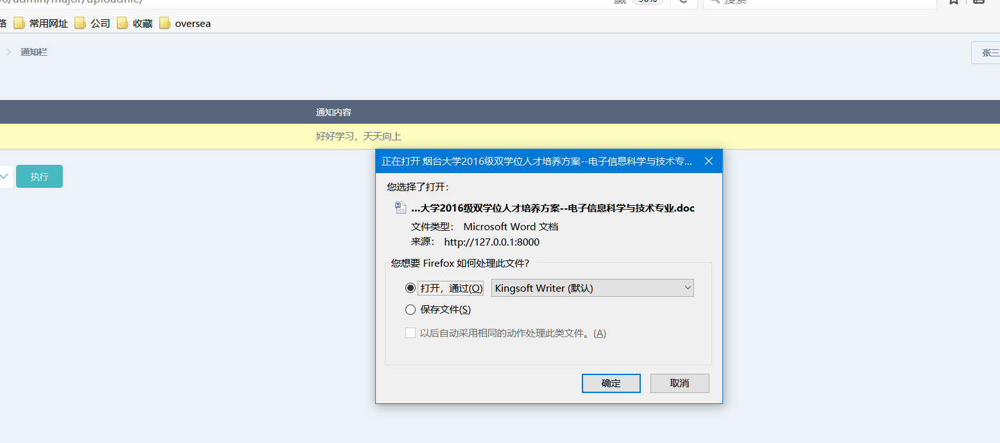 0/admin/major/uploadfile/
90%
搜索
路 常用网址 公司 收藏 oversea
通知栏
张三
通知内容
好好学习，天天向上
执行
正在打开 烟台大学2016级双学位人才培养方案--电子信息科学与技术专...
您选择了打开：
...大学2016级双学位人才培养方案--电子信息科学与技术专业.doc
文件类型： Microsoft Word 文档
来源： http://127.0.0.1:8000
您想要 Firefox 如何处理此文件？
打开，通过(O) Kingsoft Writer (默认)
保存文件(S)
以后自动采用相同的动作处理此类文件。(A)
确定 取消